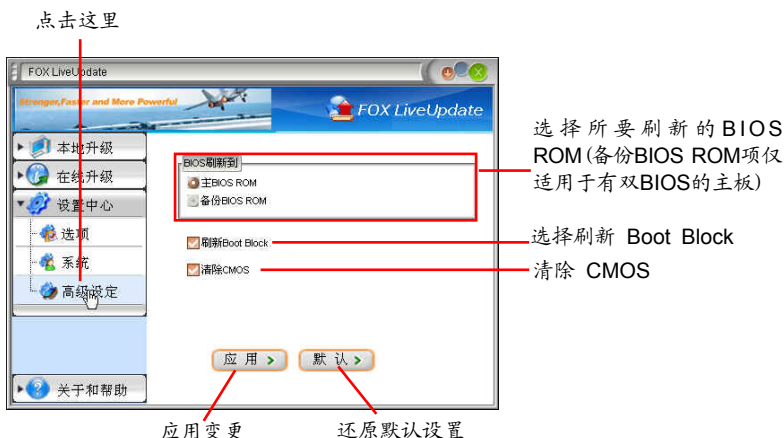 点击这里
FOX LiveUpdate
Stronger,Faster and More Powerful
FOX LiveUpdate
本地升级
在线升级
设置中心
选项
系统
高级设定
关于和帮助
BIOS刷新到
主BIOS ROM
备份BIOS ROM
刷新Boot Block
清除CMOS
应 用
默 认
选择所要刷新的BIOS
ROM(备份BIOS ROM项仅
适用于有双BIOS的主板)
选择刷新 Boot Block
清除 CMOS
应用变更
还原默认设置